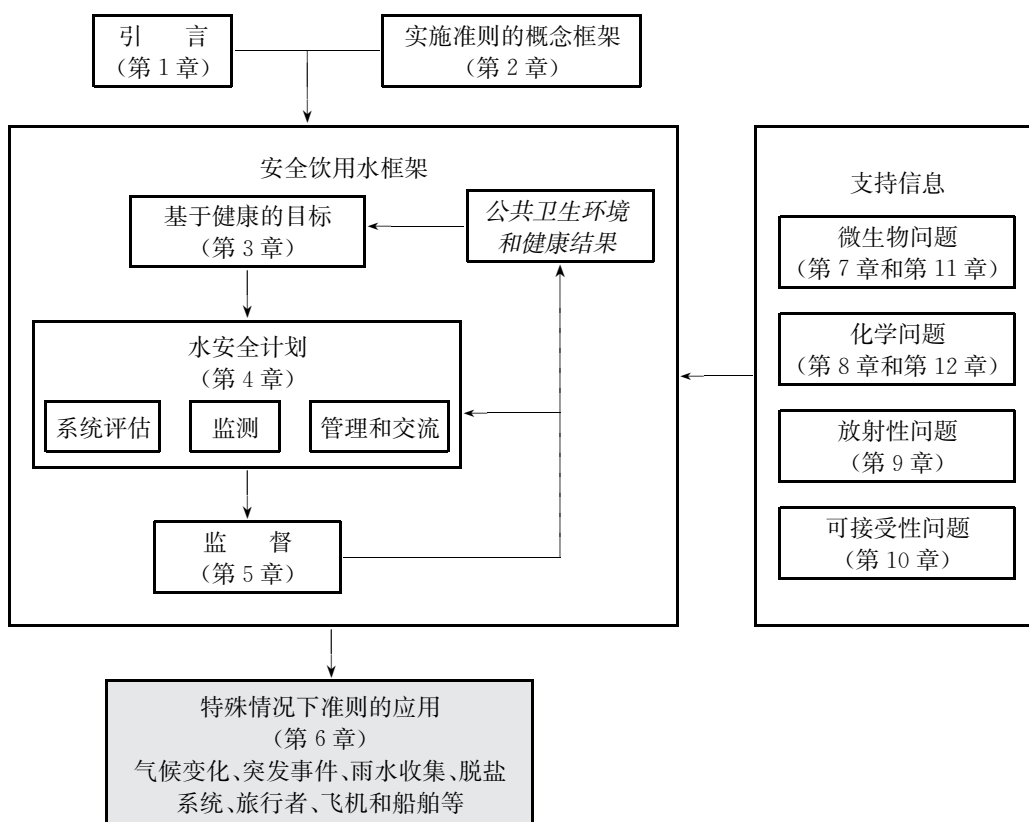 引 言
（第 1 章）
实施准则的概念框架
（第 2 章）
安全饮用水框架
基于健康的目标
（第 3 章）
公共卫生环境
和健康结果
水安全计划
（第 4 章）
系统评估
监测
管理和交流
监 督
（第 5 章）
支持信息
微生物问题
（第 7 章和第 11 章）
化学问题
（第 8 章和第 12 章）
放射性问题
（第 9 章）
可接受性问题
（第 10 章）
特殊情况下准则的应用
（第 6 章）
气候变化、突发事件、雨水收集、脱盐
系统、旅行者、飞机和船舶等